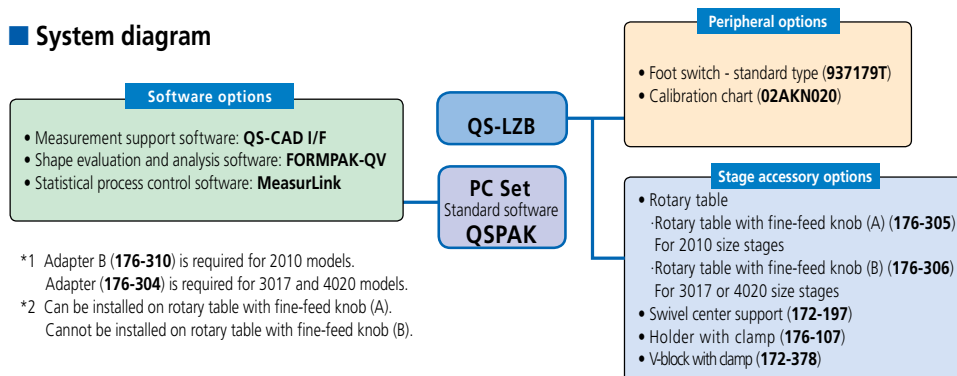 ■ System diagram
Software options
• Measurement support software: QS-CAD I/F
• Shape evaluation and analysis software: FORMPAK-QV
• Statistical process control software: MeasurLink
*1 Adapter B (176-310) is required for 2010 models.
Adapter (176-304) is required for 3017 and 4020 models.
*2 Can be installed on rotary table with fine-feed knob (A).
Cannot be installed on rotary table with fine-feed knob (B).
QS-LZB
PC Set
Standard software
QSPAK
Peripheral options
• Foot switch - standard type (937179T)
• Calibration chart (02AKN020)
Stage accessory options
• Rotary table
·Rotary table with fine-feed knob (A) (176-305)
For 2010 size stages
·Rotary table with fine-feed knob (B) (176-306)
For 3017 or 4020 size stages
• Swivel center support (172-197)
• Holder with clamp (176-107)
• V-block with clamp (172-378)